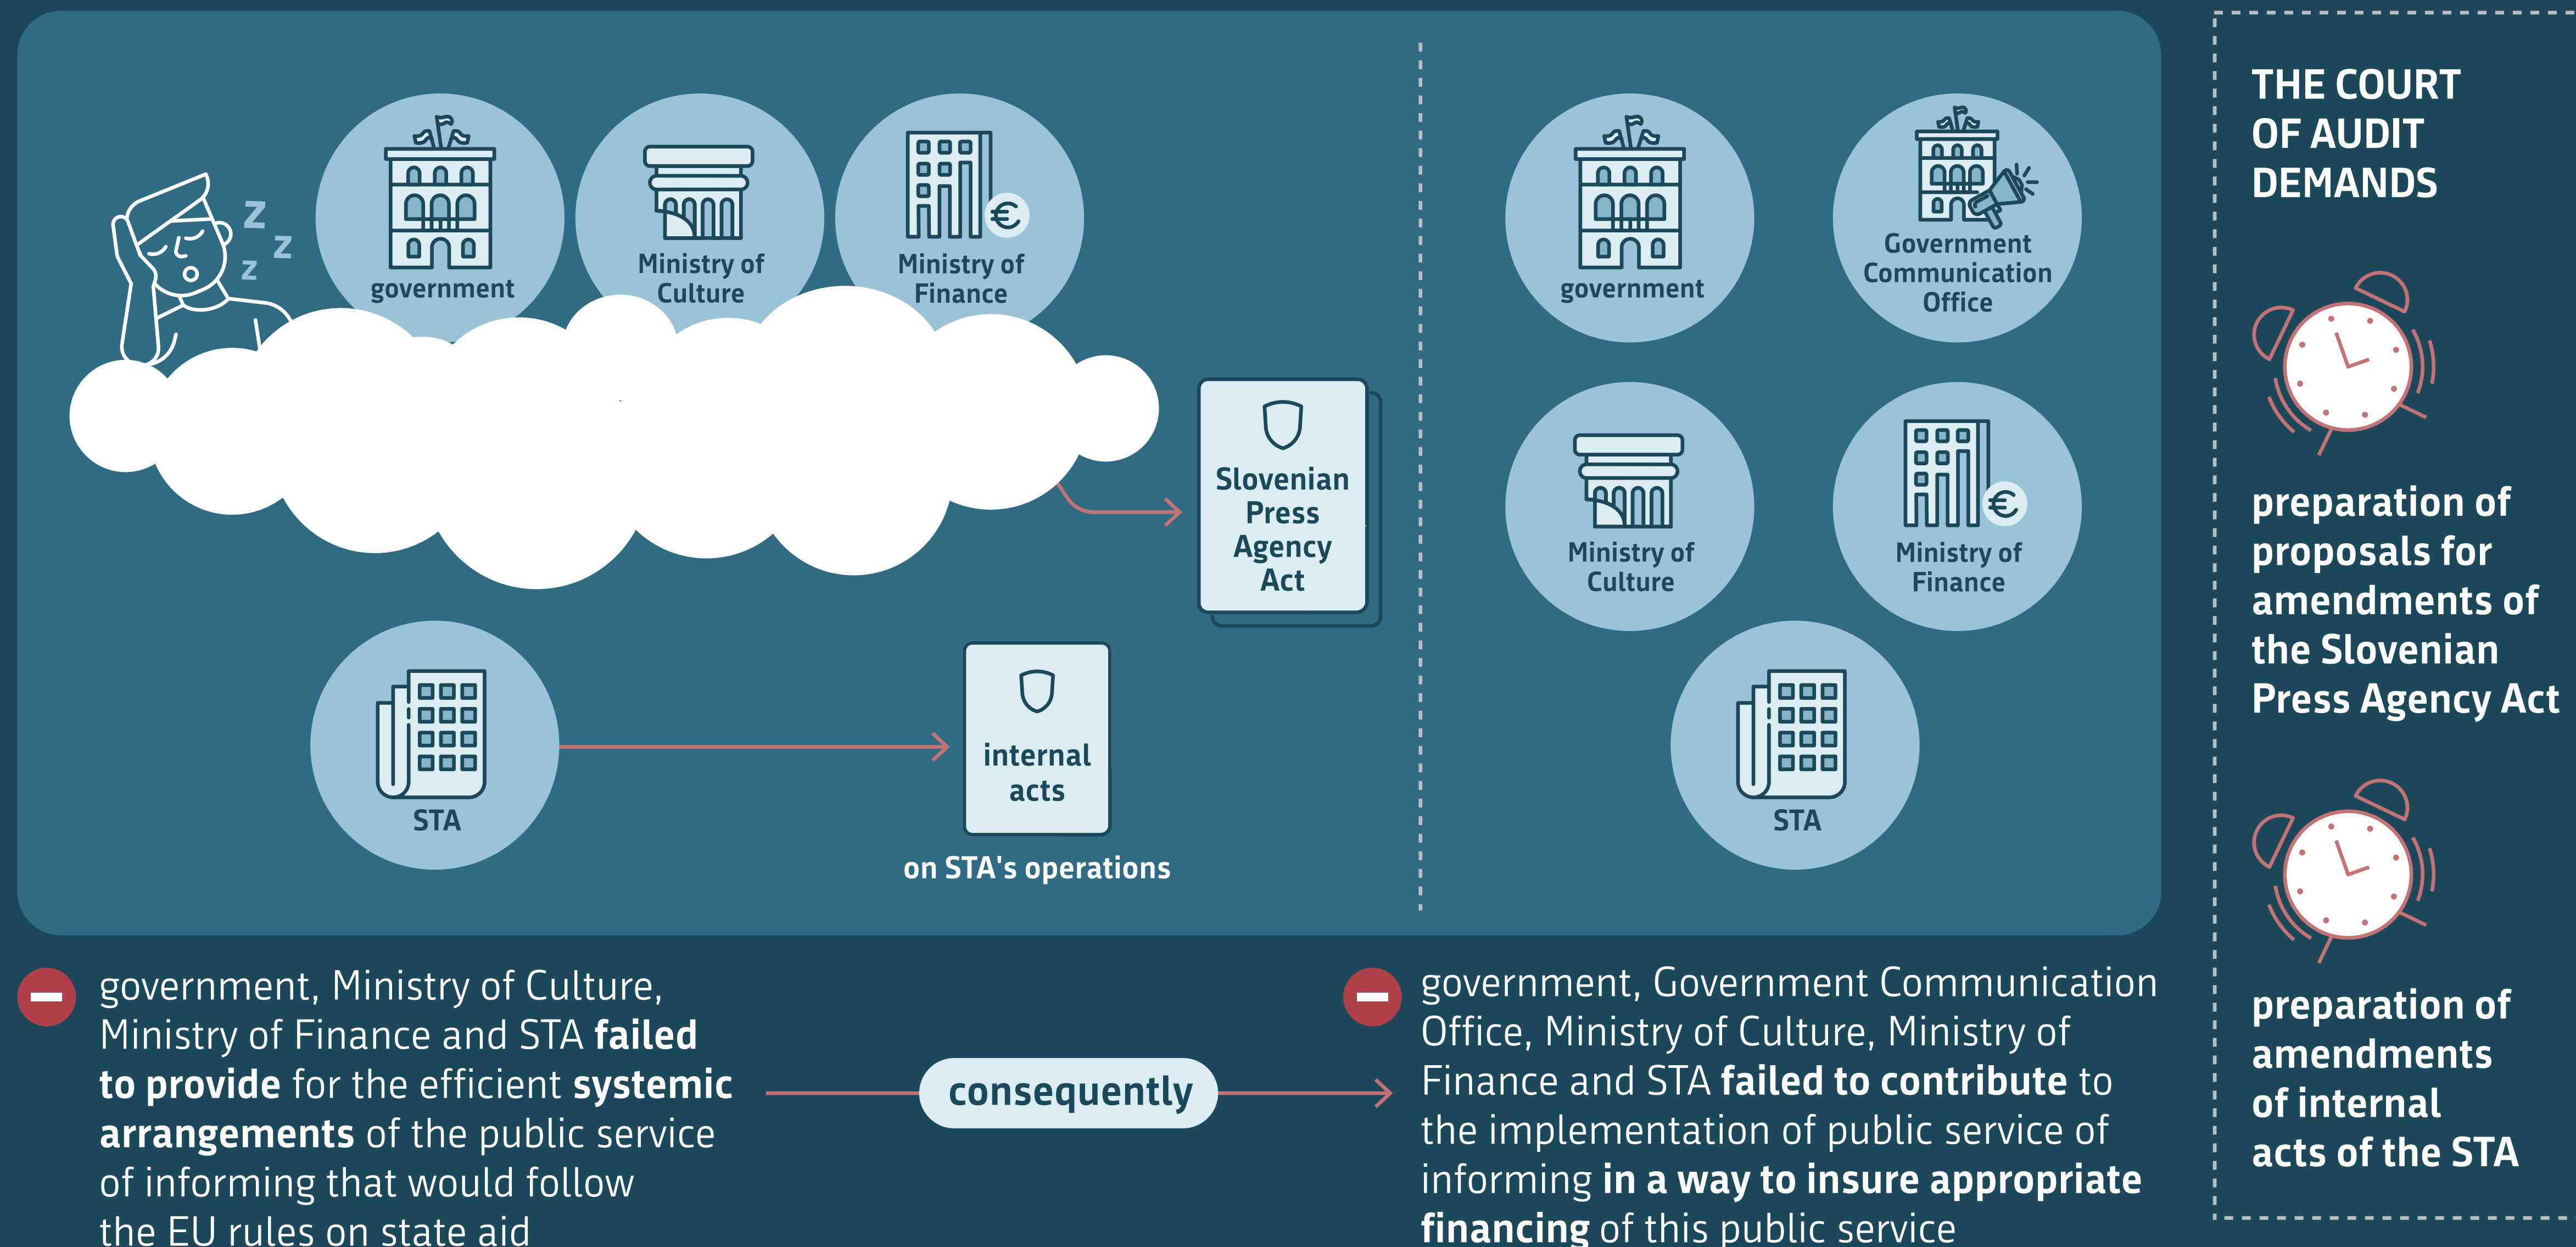 z
z
z
government
Ministry of
Culture
Ministry of
Finance
€
Slovenian
Press
Agency
Act
STA
internal
acts
on STA's operations
government
Government
Communication
Office
Ministry of
Culture
Ministry of
Finance
€
STA
government, Ministry of Culture,
Ministry of Finance and STA failed
to provide for the efficient systemic
arrangements of the public service
of informing that would follow
the EU rules on state aid
consequently
government, Government Communication
Office, Ministry of Culture, Ministry of
Finance and STA failed to contribute to
the implementation of public service of
informing in a way to insure appropriate
financing of this public service
THE COURT
OF AUDIT
DEMANDS
preparation of
proposals for
amendments of
the Slovenian
Press Agency Act
preparation of
amendments
of internal
acts of the STA